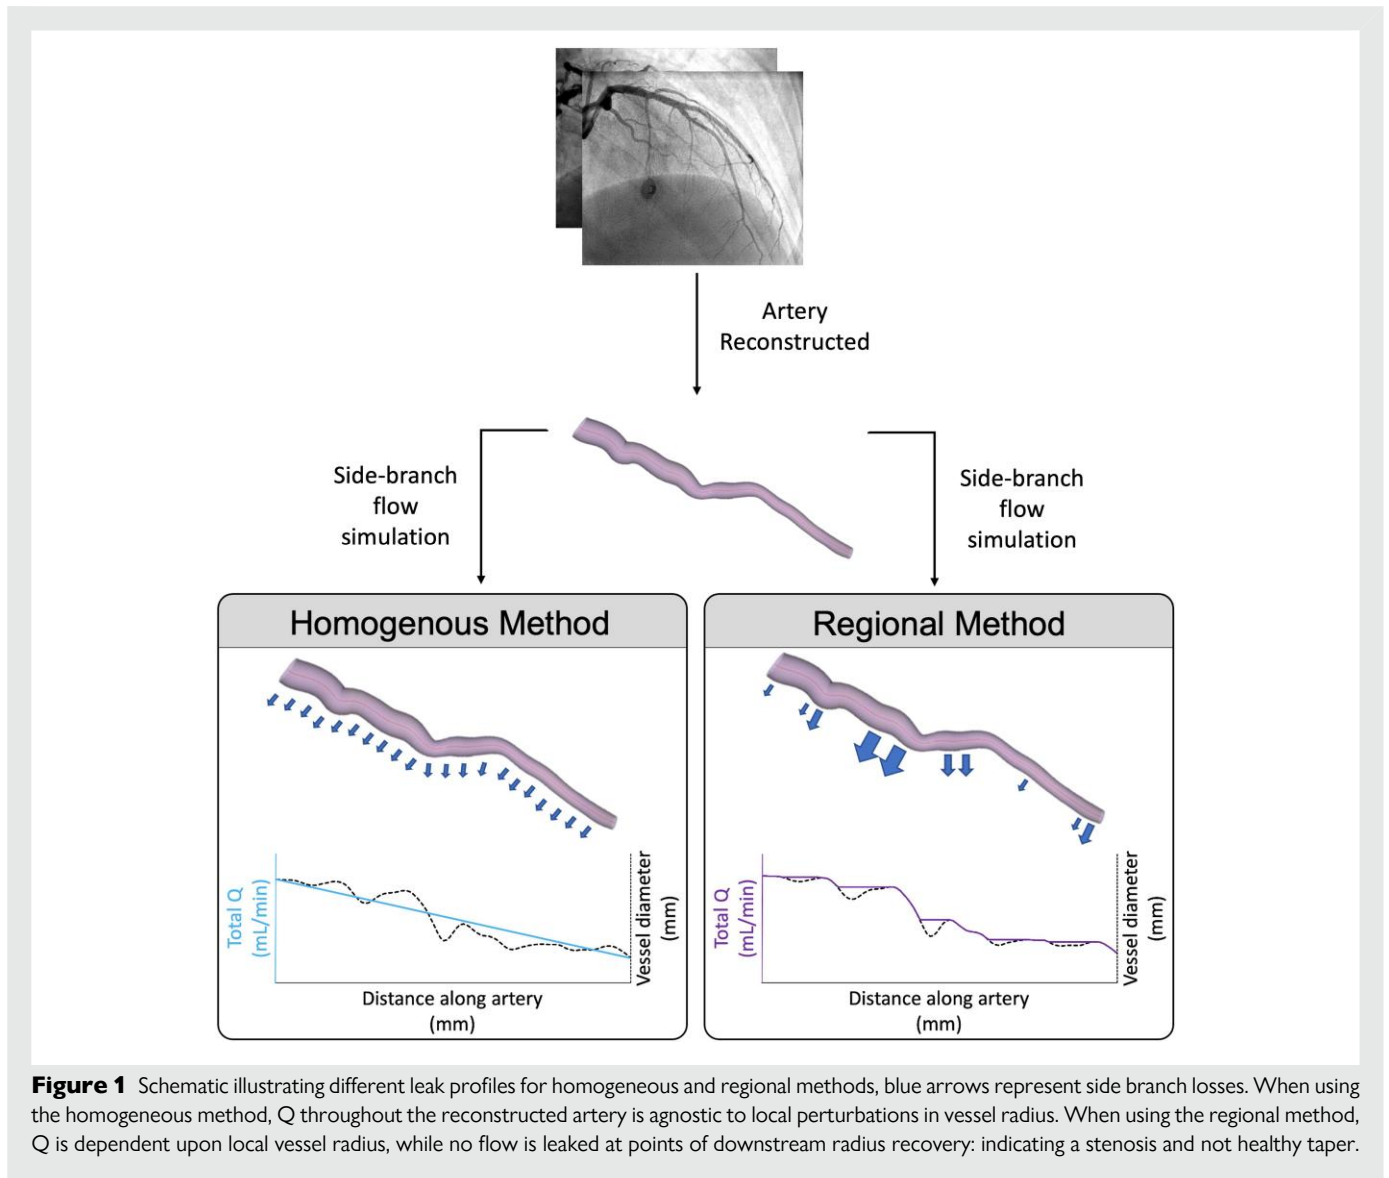 Artery
Reconstructed
Side-branch
flow
simulation
Side-branch
flow
simulation
Homogenous Method
Regional Method
Total Q
(mL/min)
Vessel diameter
(mm)
Distance along artery
(mm)
Total Q
(mL/min)
Vessel diameter
(mm)
Distance along artery
(mm)
Figure 1 Schematic illustrating different leak profiles for homogeneous and regional methods, blue arrows represent side branch losses. When using
the homogeneous method, Q throughout the reconstructed artery is agnostic to local perturbations in vessel radius. When using the regional method,
Q is dependent upon local vessel radius, while no flow is leaked at points of downstream radius recovery: indicating a stenosis and not healthy taper.